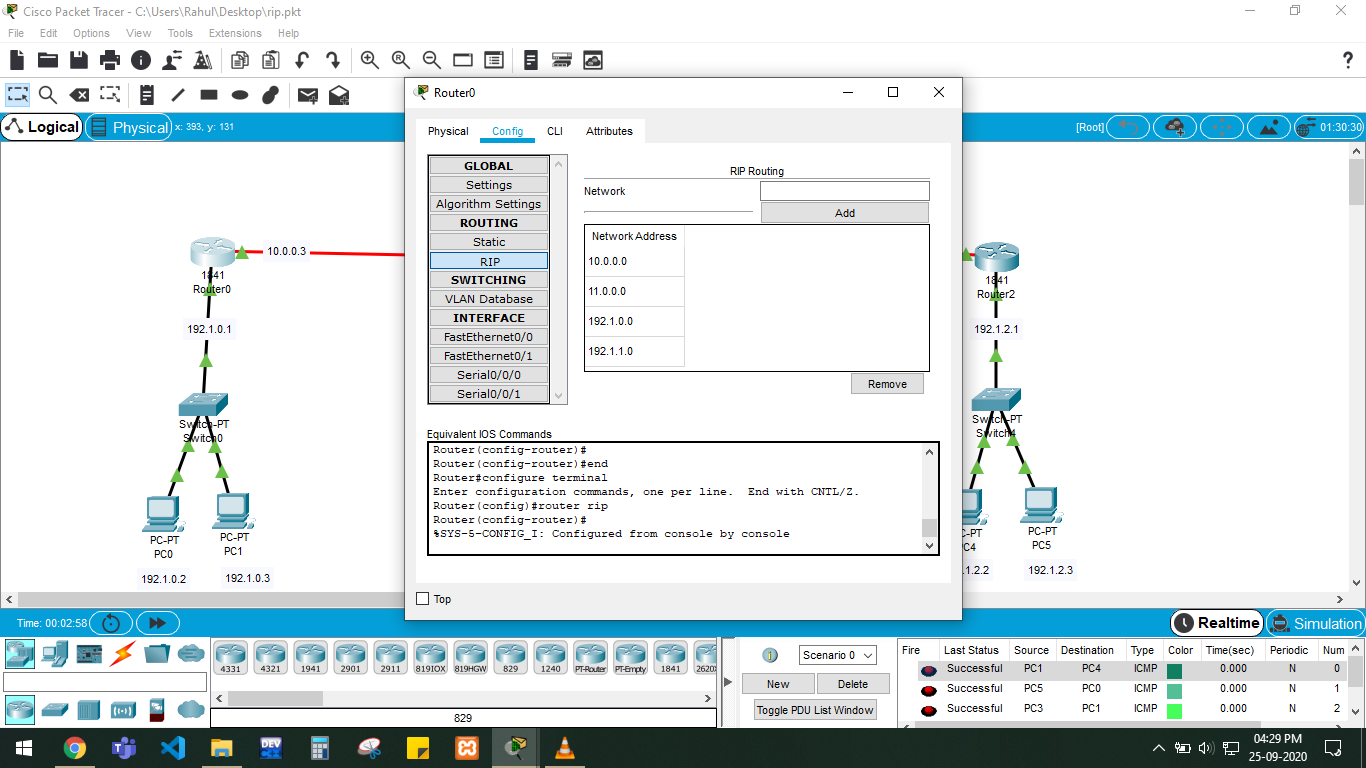 Cisco Packet Tracer - C:\Users\Rahul\Desktop\rip.pkt
File Edit Options View Tools Extensions Help
Logical
Physical
x: 393, y: 131
[Root]
01:30:30
10.0.0.3
1841
Router0
192.1.0.1
Switch-PT
Switch0
PC-PT
PC0
PC-PT
PC1
192.1.0.2
192.1.0.3
Router0
Physical Config CLI Attributes
GLOBAL
Settings
Algorithm Settings
ROUTING
Static
RIP
SWITCHING
VLAN Database
INTERFACE
FastEthernet0/0
FastEthernet0/1
Serial0/0/0
Serial0/0/1
RIP Routing
Network
Add
Network Address
10.0.0.0
11.0.0.0
192.1.0.0
192.1.1.0
Remove
Equivalent IOS Commands
Router(config-router)#
Router(config-router)#end
Router#configure terminal
Enter configuration commands, one per line. End with CNTL/Z.
Router(config)#router rip
Router(config-router)#
%SYS-5-CONFIG_I: Configured from console by console
Top
1841
Router2
192.1.2.1
Switch-PT
Switch4
PC-PT
PC5
C-PT
PC4
.1.2.2
192.1.2.3
Time: 00:02:58
Realtime
Simulation
4331 4321 1941 2901 2911 819IOX 819HGW 829 1240 PT-Router PT-Empty 1841 2620X
829
Scenario 0
New Delete
Toggle PDU List Window
Fire Last Status Source Destination Type Color Time(sec) Periodic Num
Successful PC1 PC4 ICMP 0.000 N 0
Successful PC5 PC0 ICMP 0.000 N 1
Successful PC3 PC1 ICMP 0.000 N 2
DEV
04:29 PM
25-09-2020